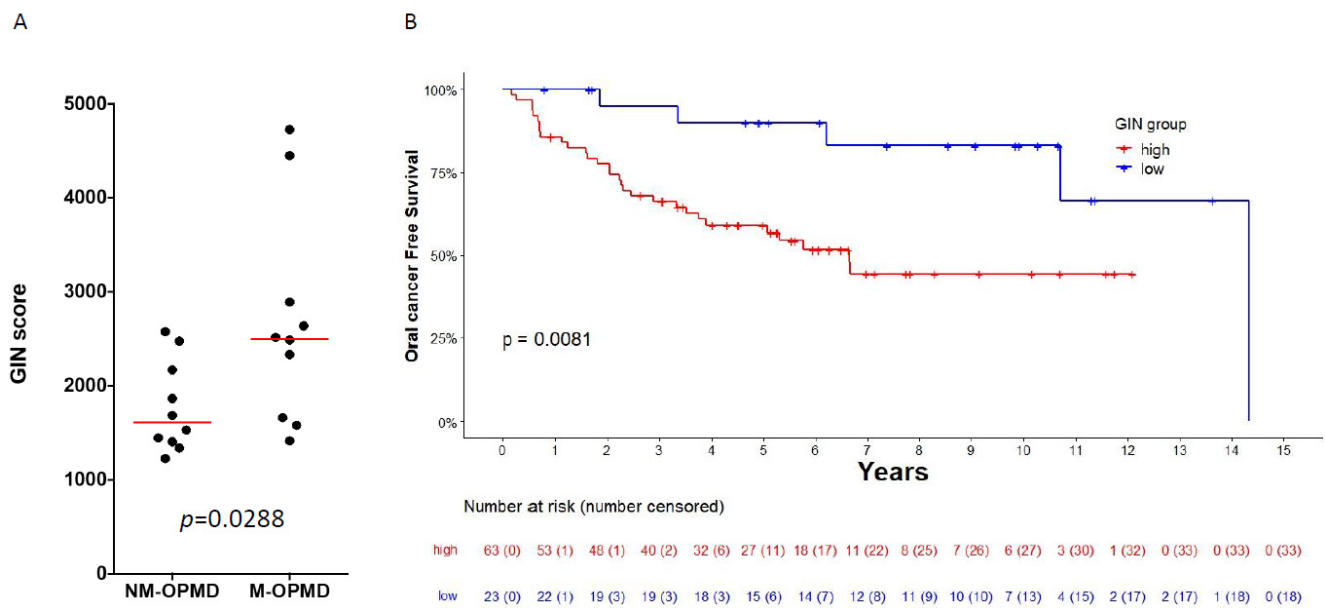 A
B
5000
4000
3000
2000
1000
0
GIN score
p=0.0288
NM-OPMD M-OPMD
100%
75%
50%
25%
0%
Oral cancer Free Survival
GIN group
high
low
p = 0.0081
0 1 2 3 4 5 6 7 8 9 10 11 12 13 14 15
Years
Number at risk (number censored)
high 63 (0) 53 (1) 48 (1) 40 (2) 32 (6) 27 (11) 18 (17) 11 (22) 8 (25) 7 (26) 6 (27) 3 (30) 1 (32) 0 (33) 0 (33) 0 (33)
low 23 (0) 22 (1) 19 (3) 19 (3) 18 (3) 15 (6) 14 (7) 12 (8) 11 (9) 10 (10) 7 (13) 4 (15) 2 (17) 2 (17) 1 (18) 0 (18)